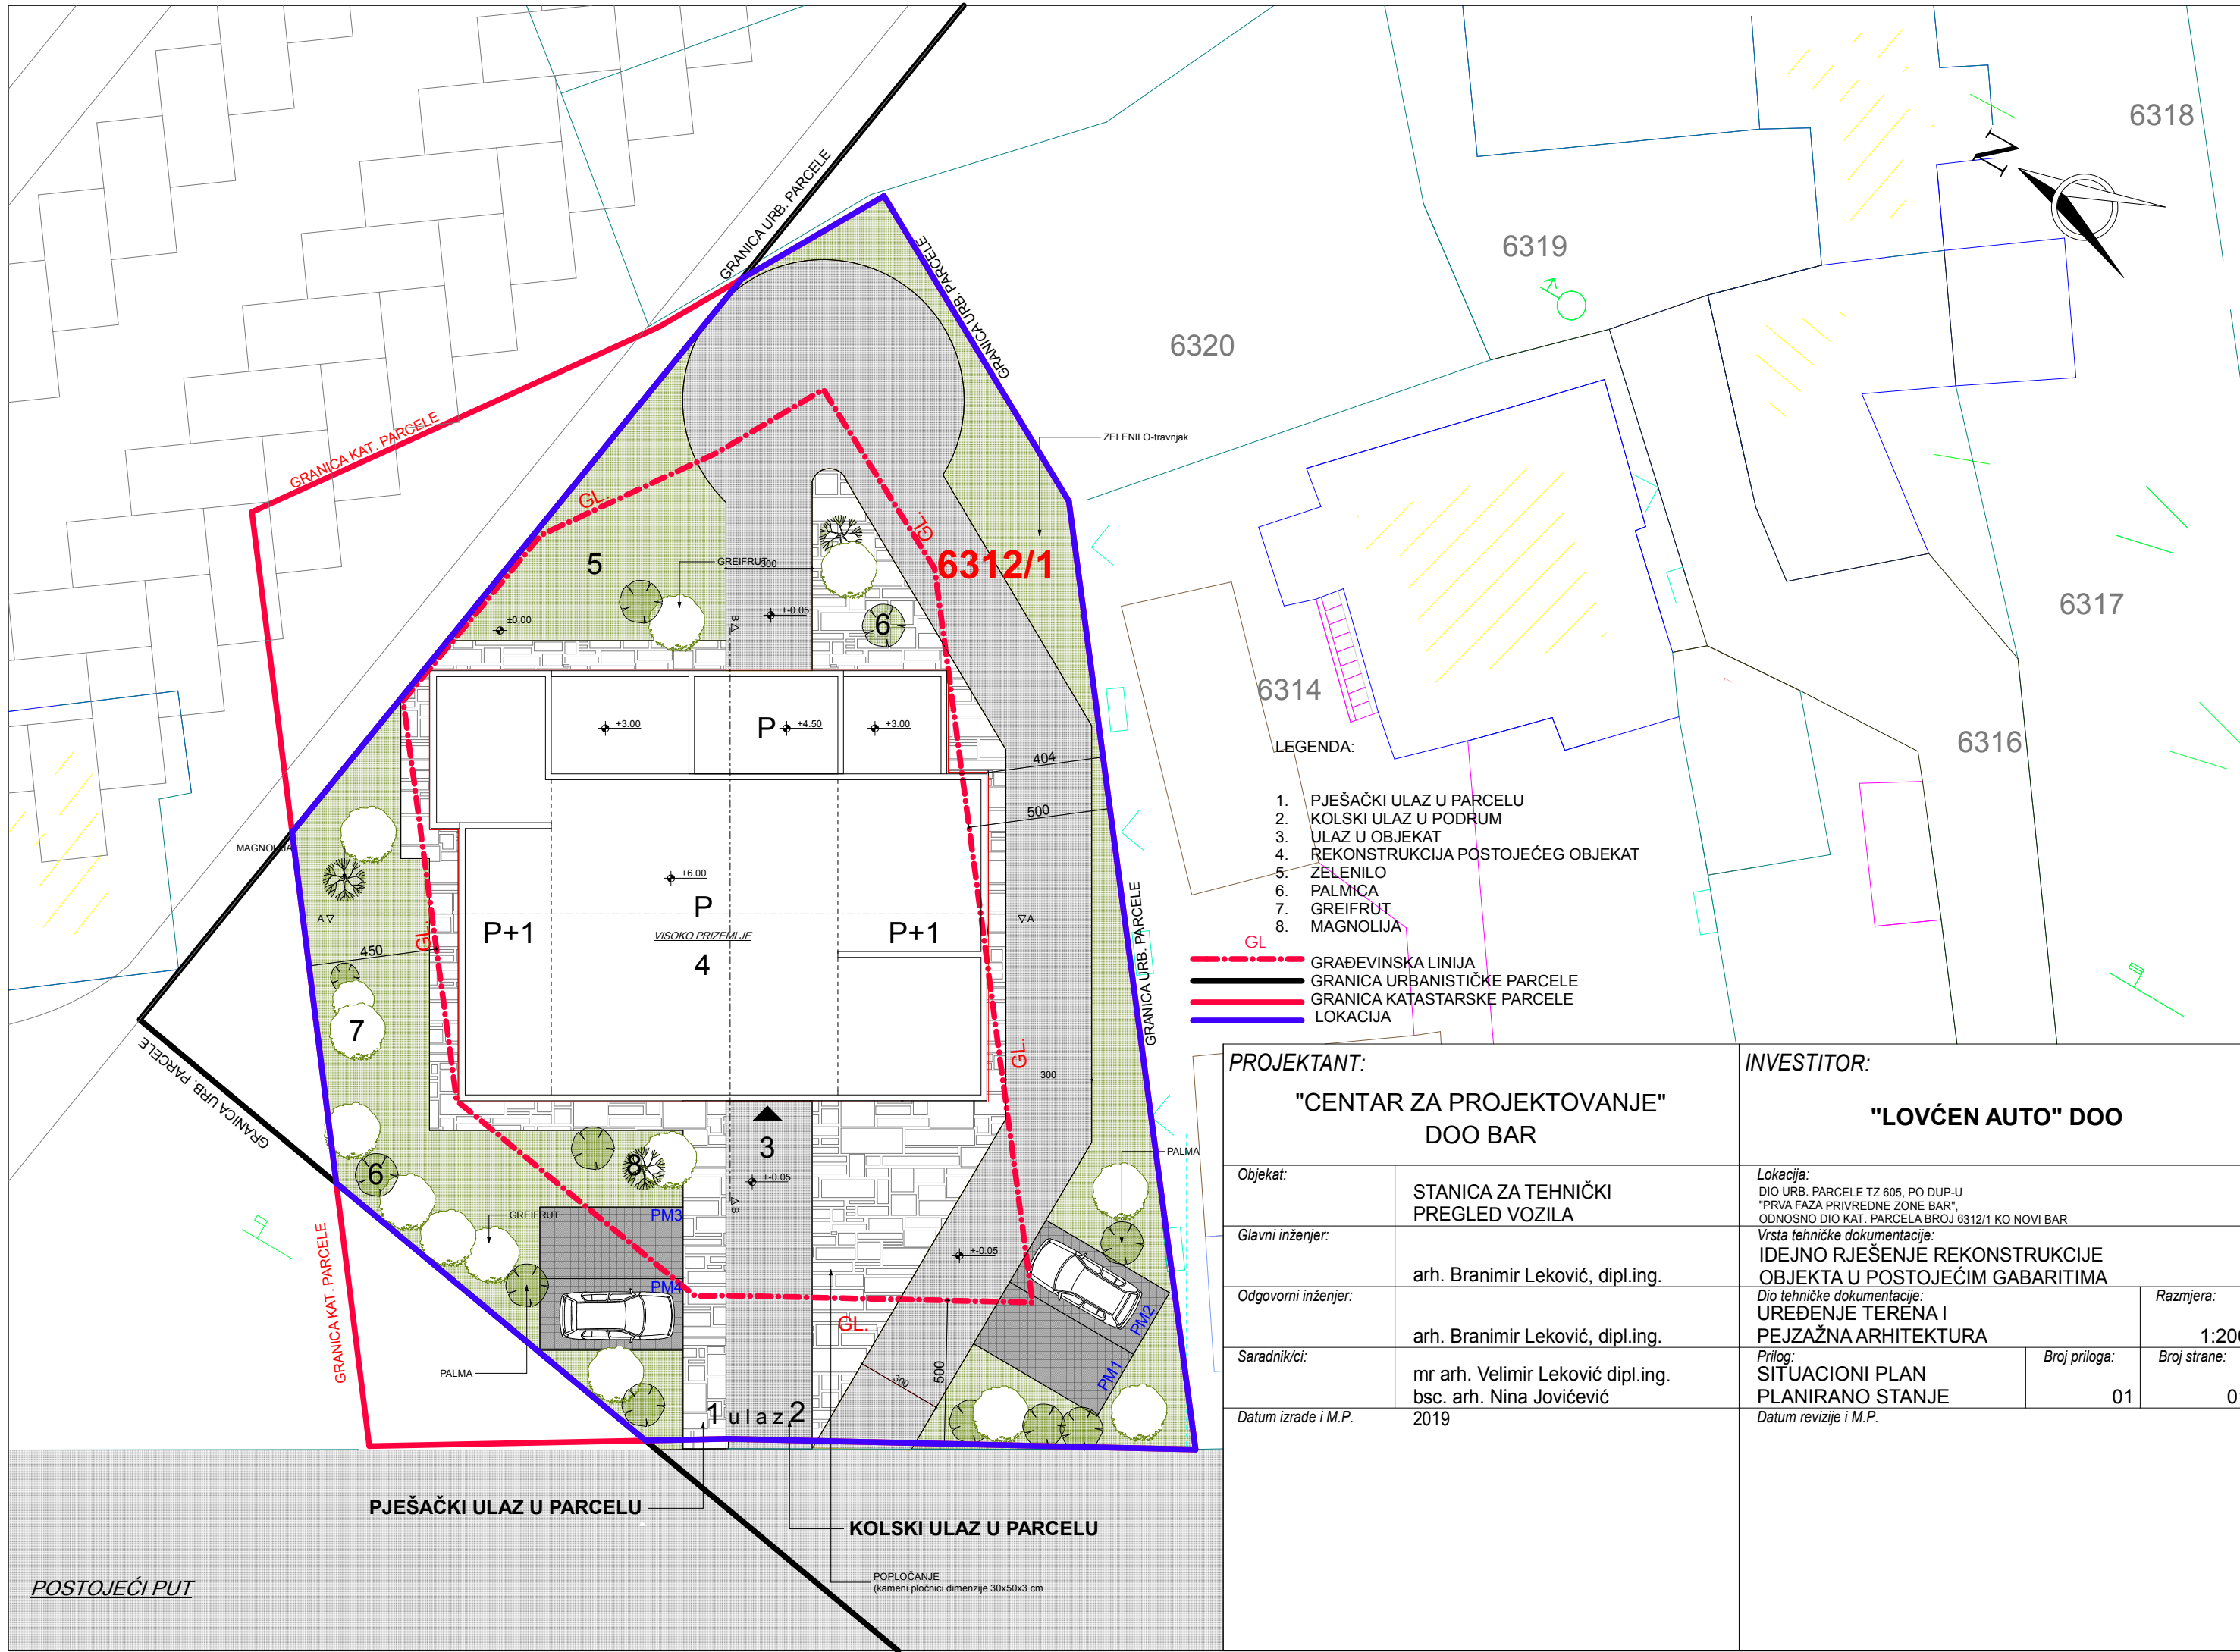 GRANICA URB. PARCELE
GRANICA URB. PARCELE
GRANICA KAT. PARCELE
6318
N
6319
6320
ZELENILO-travnjak
GL.
GL.
5
GREIFRUT
300
6312/1
±0,00
+-0.05
B
6
6317
6314
6316
+3.00
P
+4.50
+3.00
404
500
MAGNOLIJA
+6.00
P
VISOKO PRIZEMLJE
4
P+1
P+1
A
A
GL.
450
7
GRANICA URB. PARCELE
GRANICA URB. PARCELE
GL.
300
LEGENDA:
1. PJEŠAČKI ULAZ U PARCELU
2. KOLSKI ULAZ U PODRUM
3. ULAZ U OBJEKAT
4. REKONSTRUKCIJA POSTOJEĆEG OBJEKAT
5. ZELENILO
6. PALMICA
7. GREIFRUT
8. MAGNOLIJA
GL
GRAĐEVINSKA LINIJA
GRANICA URBANISTIČKE PARCELE
GRANICA KATASTARSKE PARCELE
LOKACIJA
3
PALMA
8
6
+-0.05
B
GREIFRUT
PM3
PM4
+-0.05
GRANICA KAT. PARCELE
GL.
PM2
PM1
500
300
PALMA
1 ulaz 2
PJEŠAČKI ULAZ U PARCELU
KOLSKI ULAZ U PARCELU
POPLOČANJE
(kameni pločnici dimenzije 30x50x3 cm
POSTOJEĆI PUT
PROJEKTANT:
"CENTAR ZA PROJEKTOVANJE"
DOO BAR
INVESTITOR:
"LOVĆEN AUTO" DOO
Objekat:
STANICA ZA TEHNIČKI
PREGLED VOZILA
Lokacija:
DIO URB. PARCELE TZ 605, PO DUP-U
"PRVA FAZA PRIVREDNE ZONE BAR",
ODNOSNO DIO KAT. PARCELA BROJ 6312/1 KO NOVI BAR
Glavni inženjer:
arh. Branimir Leković, dipl.ing.
Vrsta tehničke dokumentacije:
IDEJNO RJEŠENJE REKONSTRUKCIJE
OBJEKTA U POSTOJEĆIM GABARITIMA
Odgovorni inženjer:
arh. Branimir Leković, dipl.ing.
Dio tehničke dokumentacije:
UREĐENJE TERENA I
PEJZAŽNA ARHITEKTURA
Razmjera:
1:200
Saradnik/ci:
mr arh. Velimir Leković dipl.ing.
bsc. arh. Nina Jovićević
Prilog:
SITUACIONI PLAN
PLANIRANO STANJE
Broj priloga:
01
Broj strane:
0
Datum izrade i M.P.
2019
Datum revizije i M.P.